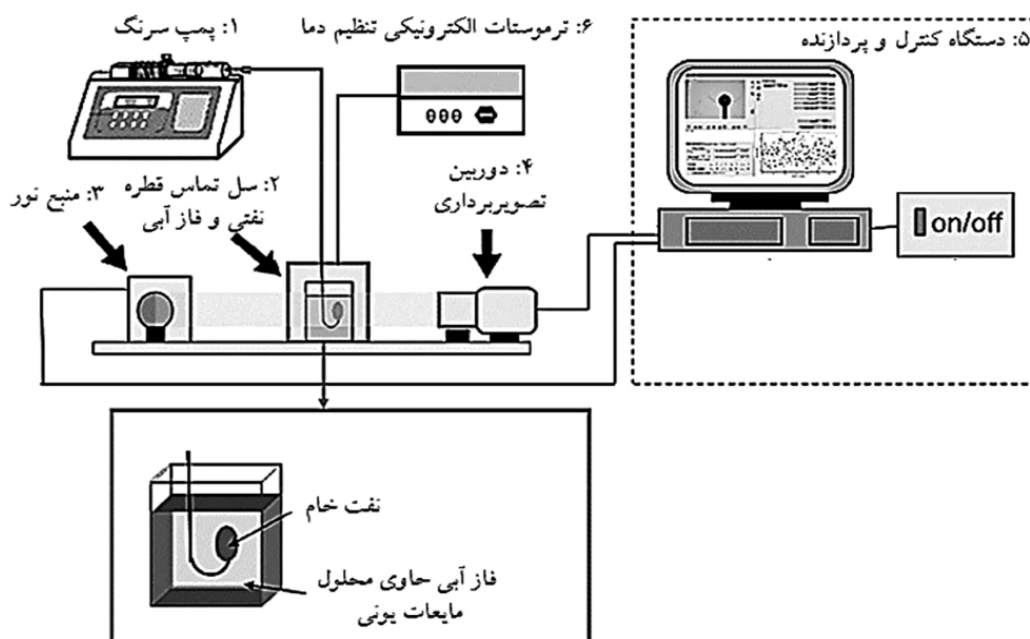 ۱: پمپ سرنگ
۶: ترموستات الکترونیکی تنظیم دما
۵: دستگاه کنترل و پردازنده
۲: سل تماس قطره
نفتی و فاز آبی
۳: منبع نور
۴: دوربین
تصویربرداری
000
on/off
نفت خام
فاز آبی حاوی محلول
مایعات یونی